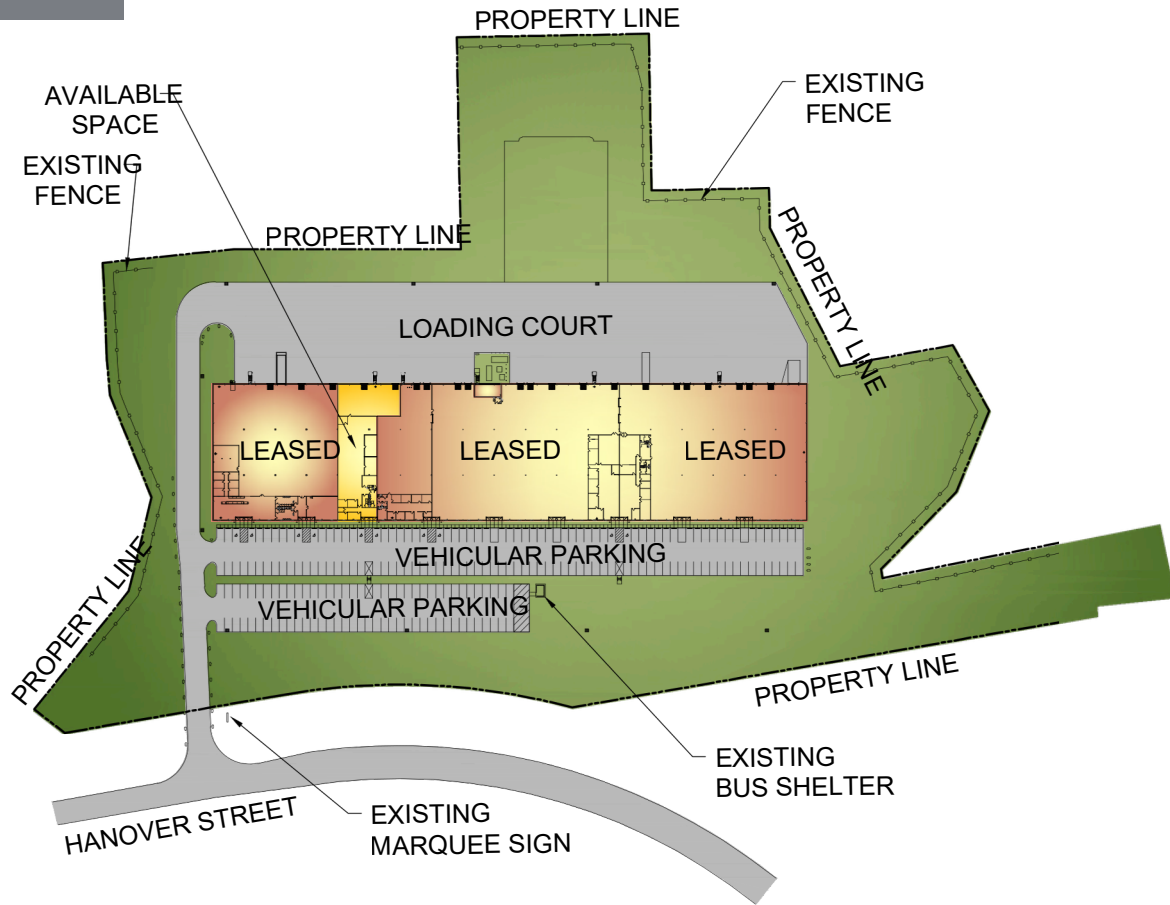 PROPERTY LINE
AVAILABLE
SPACE
EXISTING
FENCE
EXISTING
FENCE
PROPERTY LINE
PROPERTY LINE
LOADING COURT
LEASED
LEASED
LEASED
VEHICULAR PARKING
VEHICULAR PARKING
PROPERTY LINE
PROPERTY LINE
EXISTING
BUS SHELTER
HANOVER STREET
EXISTING
MARQUEE SIGN